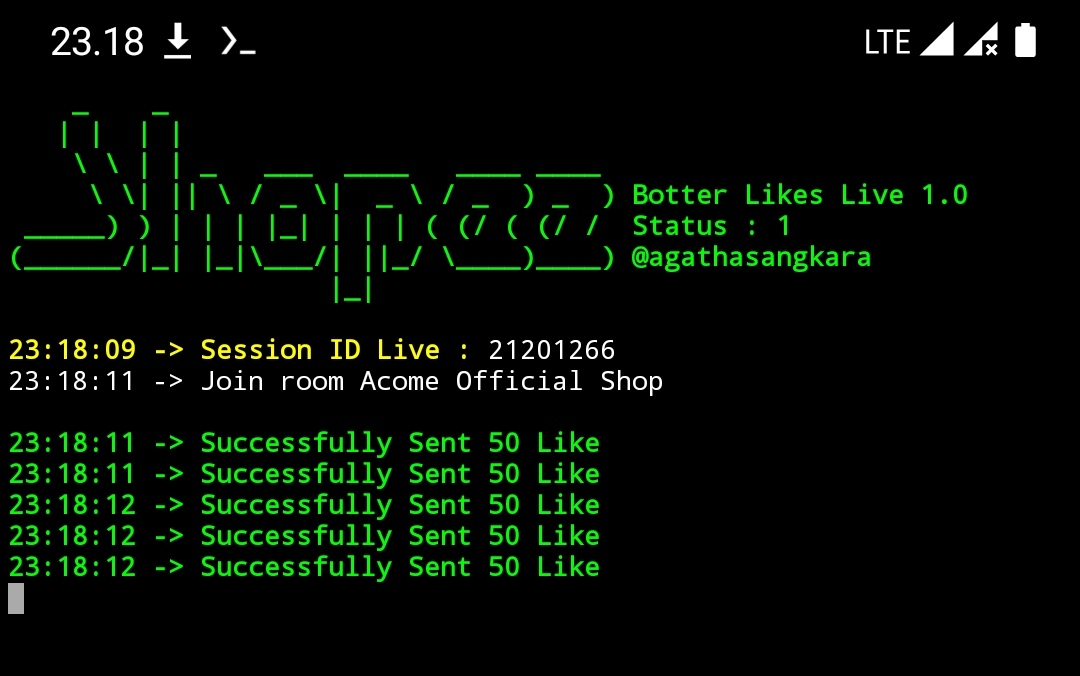 23.18 LTE
Shopzz
Botter Likes Live 1.0
Status : 1
@agathasangkara
23:18:09 -> Session ID Live : 21201266
23:18:11 -> Join room Acome Official Shop
23:18:11 -> Successfully Sent 50 Like
23:18:11 -> Successfully Sent 50 Like
23:18:12 -> Successfully Sent 50 Like
23:18:12 -> Successfully Sent 50 Like
23:18:12 -> Successfully Sent 50 Like